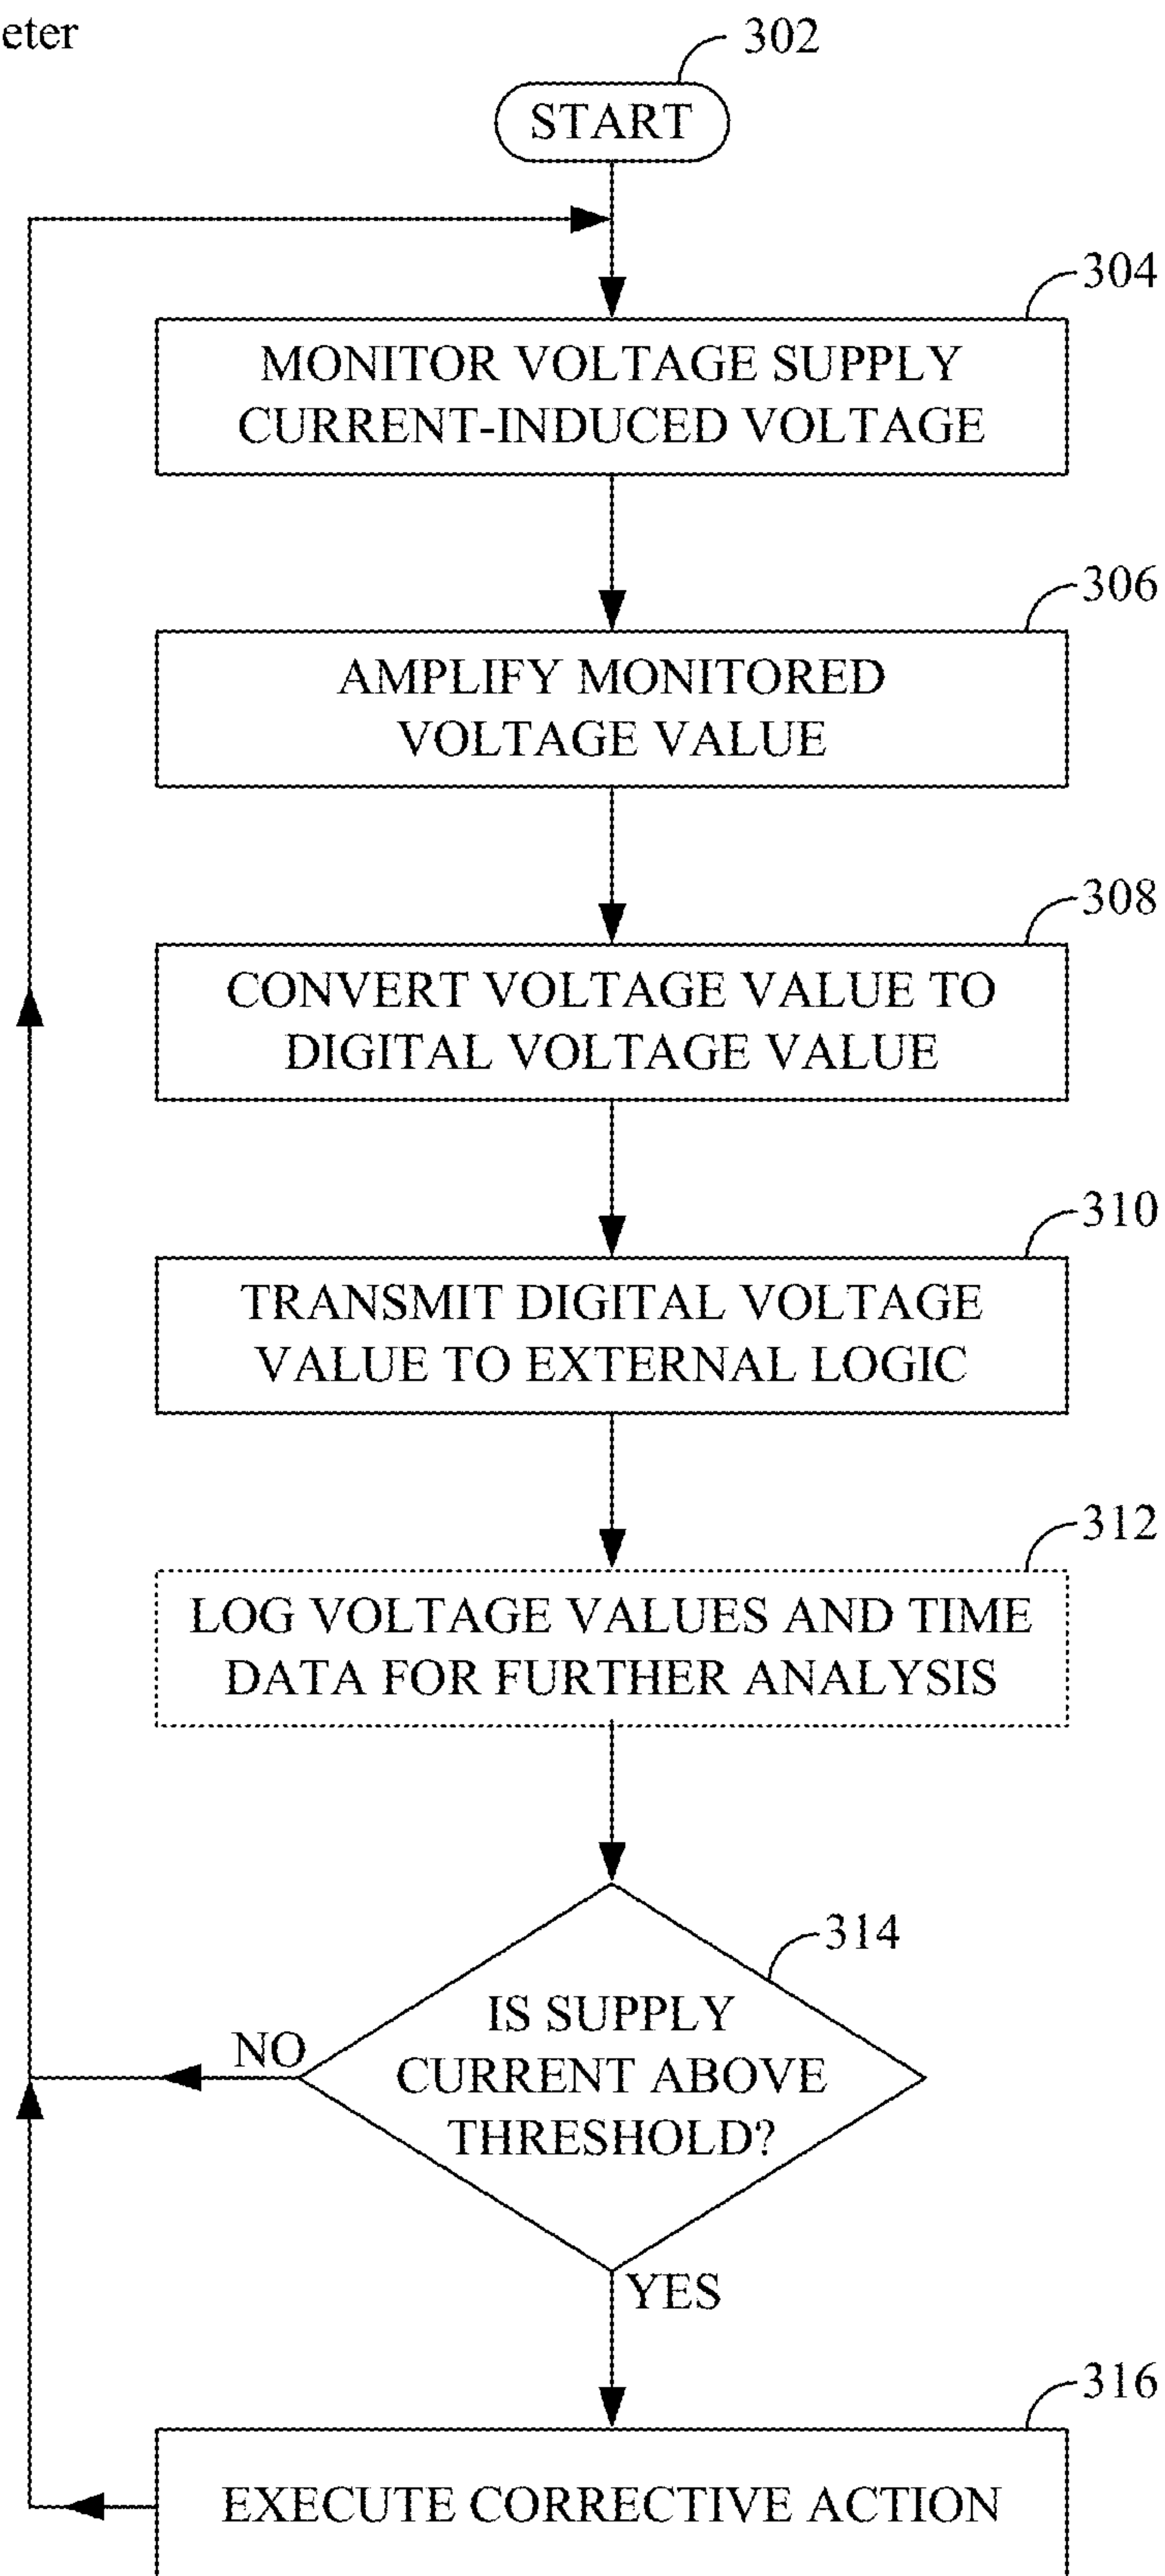 eter
302
START
304
MONITOR VOLTAGE SUPPLY
CURRENT-INDUCED VOLTAGE
306
AMPLIFY MONITORED
VOLTAGE VALUE
308
CONVERT VOLTAGE VALUE TO
DIGITAL VOLTAGE VALUE
310
TRANSMIT DIGITAL VOLTAGE
VALUE TO EXTERNAL LOGIC
312
LOG VOLTAGE VALUES AND TIME
DATA FOR FURTHER ANALYSIS
314
IS SUPPLY
CURRENT ABOVE
THRESHOLD?
NO
YES
316
EXECUTE CORRECTIVE ACTION